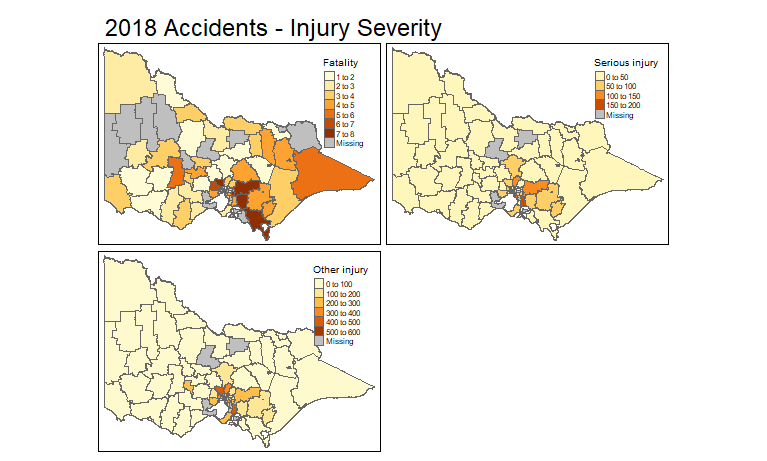 2018 Accidents - Injury Severity
Fatality
1 to 2
2 to 3
3 to 4
4 to 5
5 to 6
6 to 7
7 to 8
Missing
Serious injury
0 to 50
50 to 100
100 to 150
150 to 200
Missing
Other injury
0 to 100
100 to 200
200 to 300
300 to 400
400 to 500
500 to 600
Missing